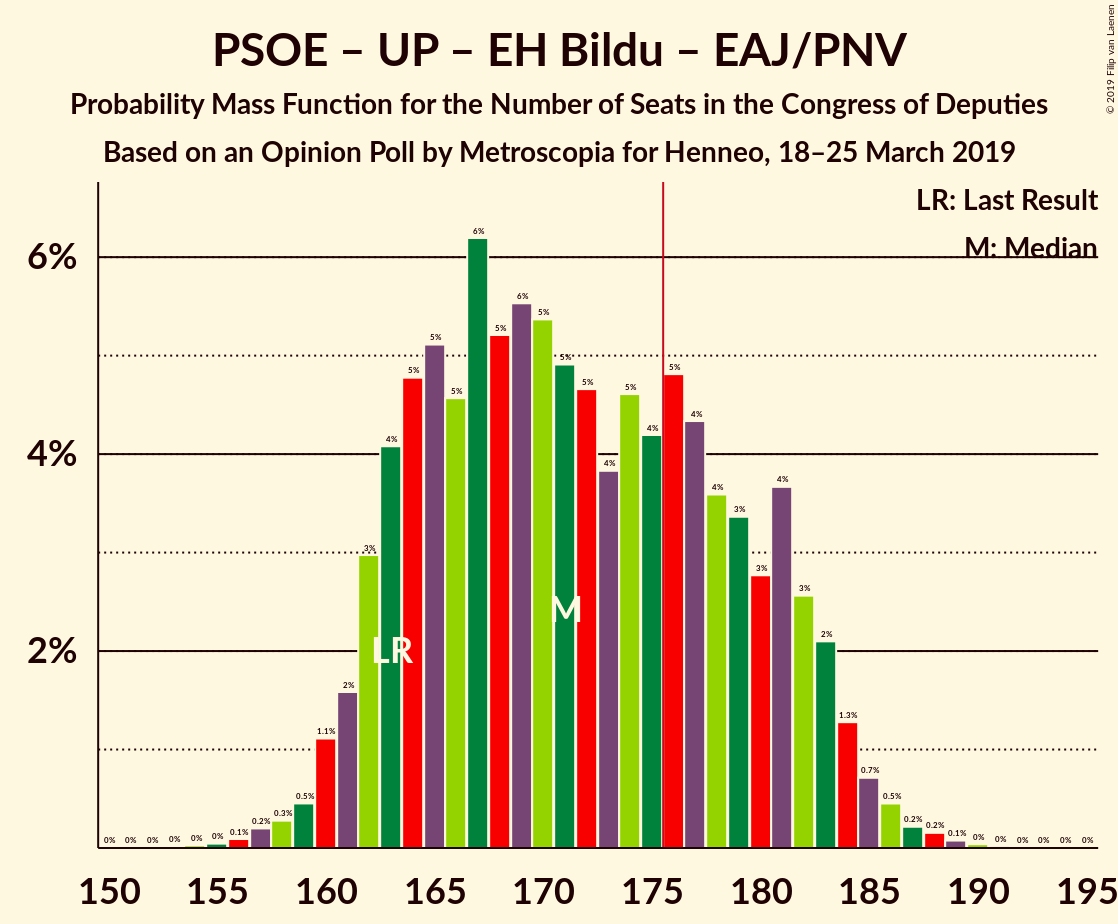 PSOE – UP – EH Bildu – EAJ/PNV
Probability Mass Function for the Number of Seats in the Congress of Deputies
Based on an Opinion Poll by Metroscopia for Henneo, 18–25 March 2019
© 2019 Filip van Laenen
LR: Last Result
M: Median
6%
4%
2%
0% 0% 0% 0% 0% 0% 0.1% 0.2% 0.3% 0.5% 1.1% 2% 3% 4% 5% 5% 5% 6% 5% 6% 5% 5% 5% 4% 5% 4% 5% 4% 4% 3% 3% 4% 3% 2% 1.3% 0.7% 0.5% 0.2% 0.2% 0.1% 0% 0% 0% 0% 0% 0%
LR
M
150 155 160 165 170 175 180 185 190 195